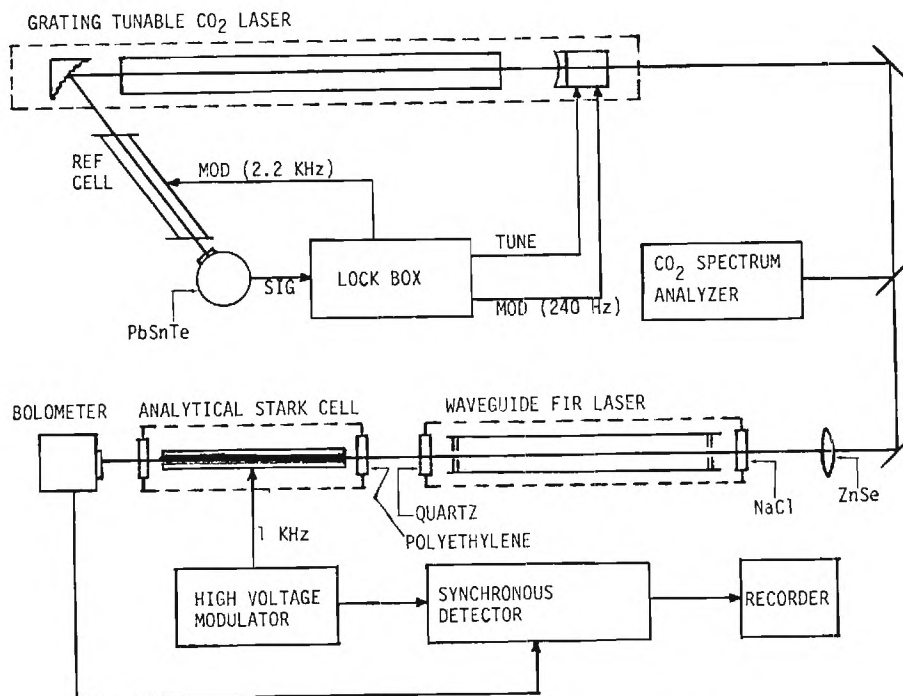 GRATING TUNABLE CO2 LASER
REF
CELL
MOD (2.2 KHz)
TUNE
LOCK BOX
SIG
MOD (240 Hz)
PbSnTe
CO2 SPECTRUM
ANALYZER
BOLOMETER
ANALYTICAL STARK CELL
WAVEGUIDE FIR LASER
NaCl
ZnSe
QUARTZ
POLYETHYLENE
1 KHz
HIGH VOLTAGE
MODULATOR
SYNCHRONOUS
DETECTOR
RECORDER